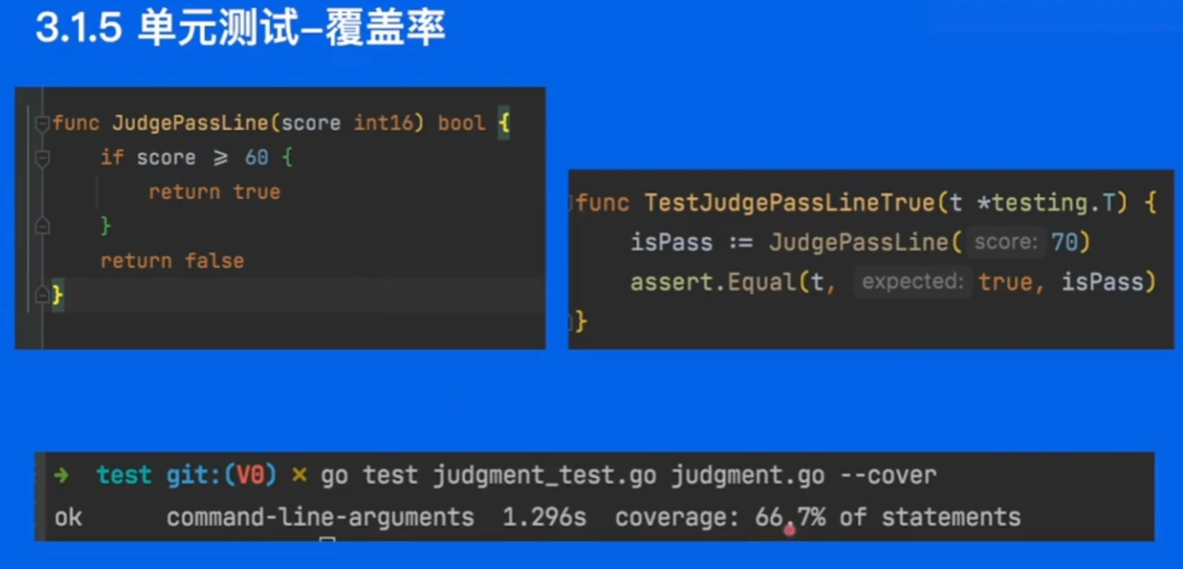 3.1.5 单元测试-覆盖率
func JudgePassLine(score int16) bool {
if score ⩾ 60 {
return true
}
return false
}
func TestJudgePassLineTrue(t *testing.T) {
isPass := JudgePassLine( score: 70)
assert.Equal(t, expected: true, isPass)
}
→ test git:(V0) ✗ go test judgment_test.go judgment.go --cover
ok command-line-arguments 1.296s coverage: 66.7% of statements